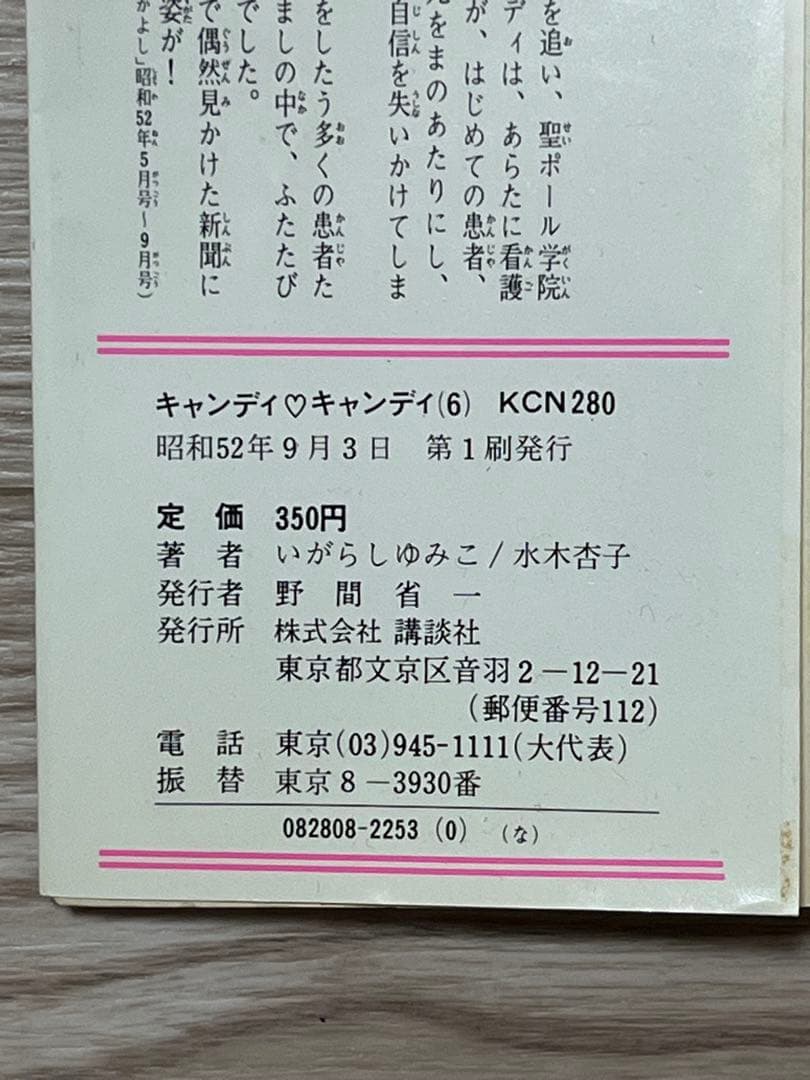 を追い、聖ポール学院
ディは、あらたに看護
が、はじめての患者、
をまのあたりにし、
自信を失いかけてしま
をしたう多くの患者た
ましの中で、ふたたび
でした。
で偶然見かけた新聞に
姿が！
かよし」昭和52年5月号〜9月号)
キャンディ♡キャンディ(6) KCN280
昭和52年9月3日 第1刷発行
定価 350円
著者 いがらしゆみこ/水木杏子
発行者 野間省一
発行所 株式会社 講談社
東京都文京区音羽2－12－21
(郵便番号112)
電話 東京(03)945-1111(大代表)
振替 東京8－3930番
082808-2253 (0) (な)